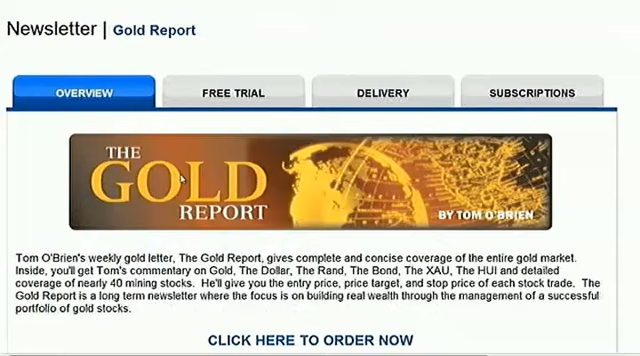 Newsletter | Gold Report
OVERVIEW FREE TRIAL DELIVERY SUBSCRIPTIONS
THE
GOLD
REPORT
BY TOM O'BRIEN
Tom O'Brien's weekly gold letter, The Gold Report, gives complete and concise coverage of the entire gold market.
Inside, you'll get Tom's commentary on Gold, The Dollar, The Rand, The Bond, The XAU, The HUI and detailed
coverage of nearly 40 mining stocks. He'll give you the entry price, price target, and stop price of each stock trade. The
Gold Report is a long term newsletter where the focus is on building real wealth through the management of a successful
portfolio of gold stocks.
CLICK HERE TO ORDER NOW